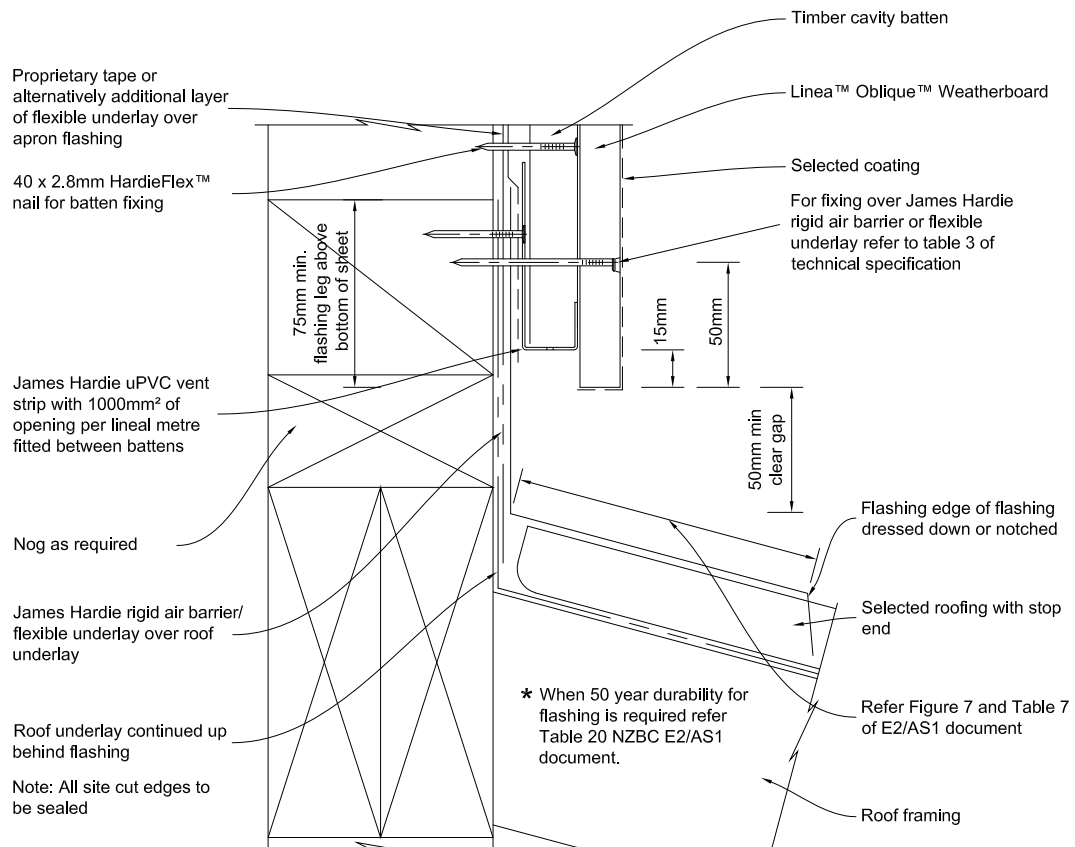 Timber cavity batten
Proprietary tape or
alternatively additional layer
of flexible underlay over
apron flashing
Linea™ Oblique™ Weatherboard
Selected coating
40 x 2.8mm HardieFlex™
nail for batten fixing
For fixing over James Hardie
rigid air barrier or flexible
underlay refer to table 3 of
technical specification
75mm min.
flashing leg above
bottom of sheet
15mm
50mm
James Hardie uPVC vent
strip with 1000mm² of
opening per lineal metre
fitted between battens
50mm min
clear gap
Flashing edge of flashing
dressed down or notched
Nog as required
James Hardie rigid air barrier/
flexible underlay over roof
underlay
Selected roofing with stop
end
* When 50 year durability for
flashing is required refer
Table 20 NZBC E2/AS1
document.
Refer Figure 7 and Table 7
of E2/AS1 document
Roof underlay continued up
behind flashing
Note: All site cut edges to
be sealed
Roof framing